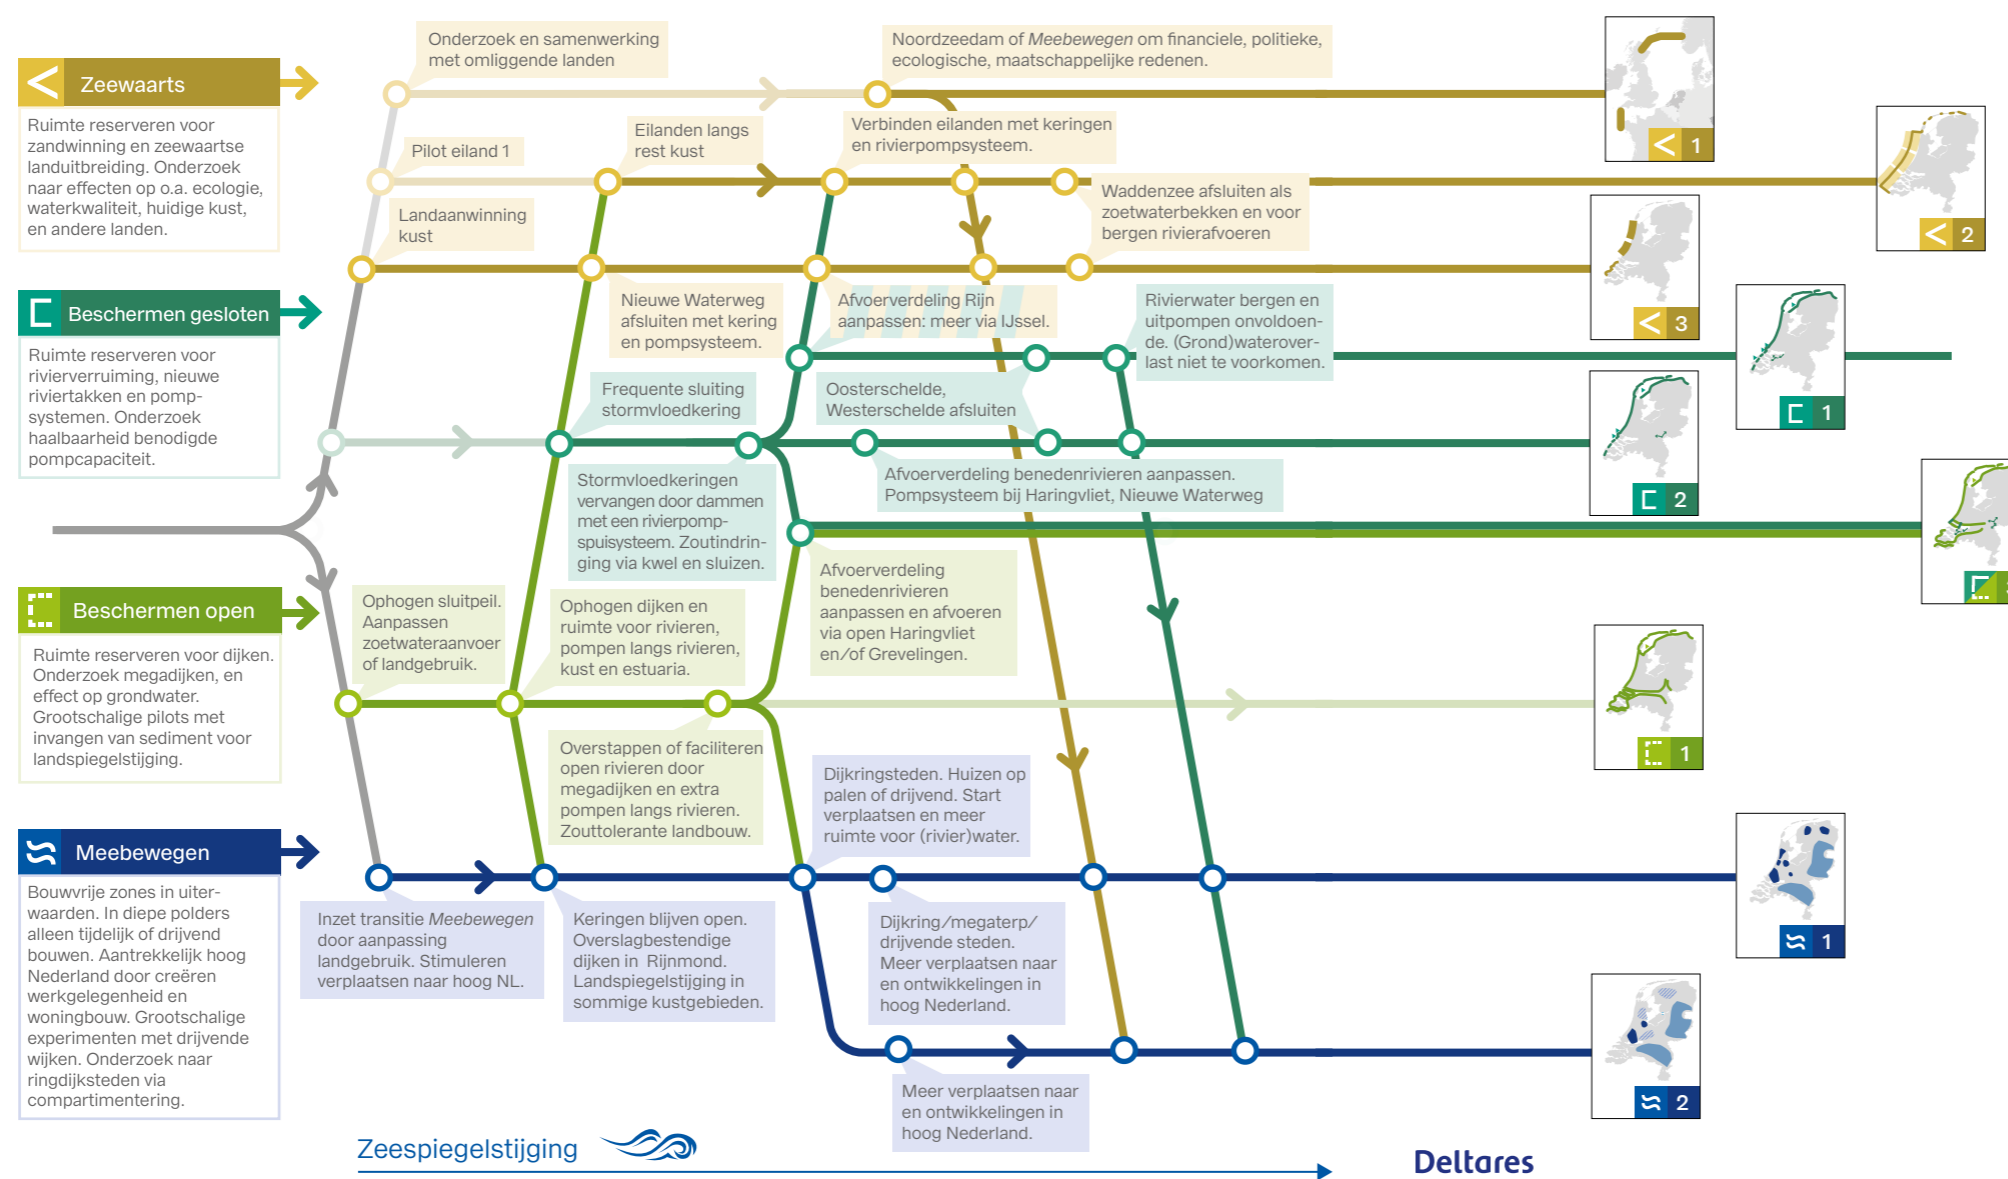 Zeewaarts
Ruimte reserveren voor
zandwinning en zeewaartse
landuitbreiding. Onderzoek
naar effecten op o.a. ecologie,
waterkwaliteit, huidige kust,
en andere landen.
Beschermen gesloten
Ruimte reserveren voor
rivierverruiming, nieuwe
riviertakken en pomp-
systemen. Onderzoek
haalbaarheid benodigde
pompcapaciteit.
Beschermen open
Ruimte reserveren voor dijken.
Onderzoek megadijken, en
effect op grondwater.
Grootschalige pilots met
invangen van sediment voor
landspiegelstijging.
Meebewegen
Bouwvrije zones in uiter-
waarden. In diepe polders
alleen tijdelijk of drijvend
bouwen. Aantrekkelijk hoog
Nederland door creëren
werkgelegenheid en
woningbouw. Grootschalige
experimenten met drijvende
wijken. Onderzoek naar
ringdijksteden via
compartimentering.
Onderzoek en samenwerking
met omliggende landen
Noordzeedam of Meebewegen om financiele, politieke,
ecologische, maatschappelijke redenen.
Pilot eiland 1
Eilanden langs
rest kust
Verbinden eilanden met keringen
en rivierpompsysteem.
Landaanwinning
kust
Waddenzee afsluiten als
zoetwaterbekken en voor
bergen rivierafvoeren
Nieuwe Waterweg
afsluiten met kering
en pompsysteem.
Afvoerverdeling Rijn
aanpassen: meer via IJssel.
Rivierwater bergen en
uitpompen onvoldoen-
de. (Grond)waterover-
last niet te voorkomen.
Frequente sluiting
stormvloedkering
Oosterschelde,
Westerschelde afsluiten
Stormvloedkeringen
vervangen door dammen
met een rivierpomp-
spuisysteem. Zoutindrin-
ging via kwel en sluizen.
Afvoerverdeling benedenrivieren aanpassen.
Pompsysteem bij Haringvliet, Nieuwe Waterweg
Afvoerverdeling
benedenrivieren
aanpassen en afvoeren
via open Haringvliet
en/of Grevelingen.
Ophogen sluitpeil.
Aanpassen
zoetwateraanvoer
of landgebruik.
Ophogen dijken en
ruimte voor rivieren,
pompen langs rivieren,
kust en estuaria.
Overstappen of faciliteren
open rivieren door
megadijken en extra
pompen langs rivieren.
Zouttolerante landbouw.
Dijkringsteden. Huizen op
palen of drijvend. Start
verplaatsen en meer
ruimte voor (rivier)water.
Inzet transitie Meebewegen
door aanpassing
landgebruik. Stimuleren
verplaatsen naar hoog NL.
Keringen blijven open.
Overslagbestendige
dijken in Rijnmond.
Landspiegelstijging in
sommige kustgebieden.
Dijkring/megaterp/
drijvende steden.
Meer verplaatsen naar
en ontwikkelingen in
hoog Nederland.
Meer verplaatsen naar
en ontwikkelingen in
hoog Nederland.
1
2
3
1
2
1
1
2
Zeespiegelstijging
Deltares